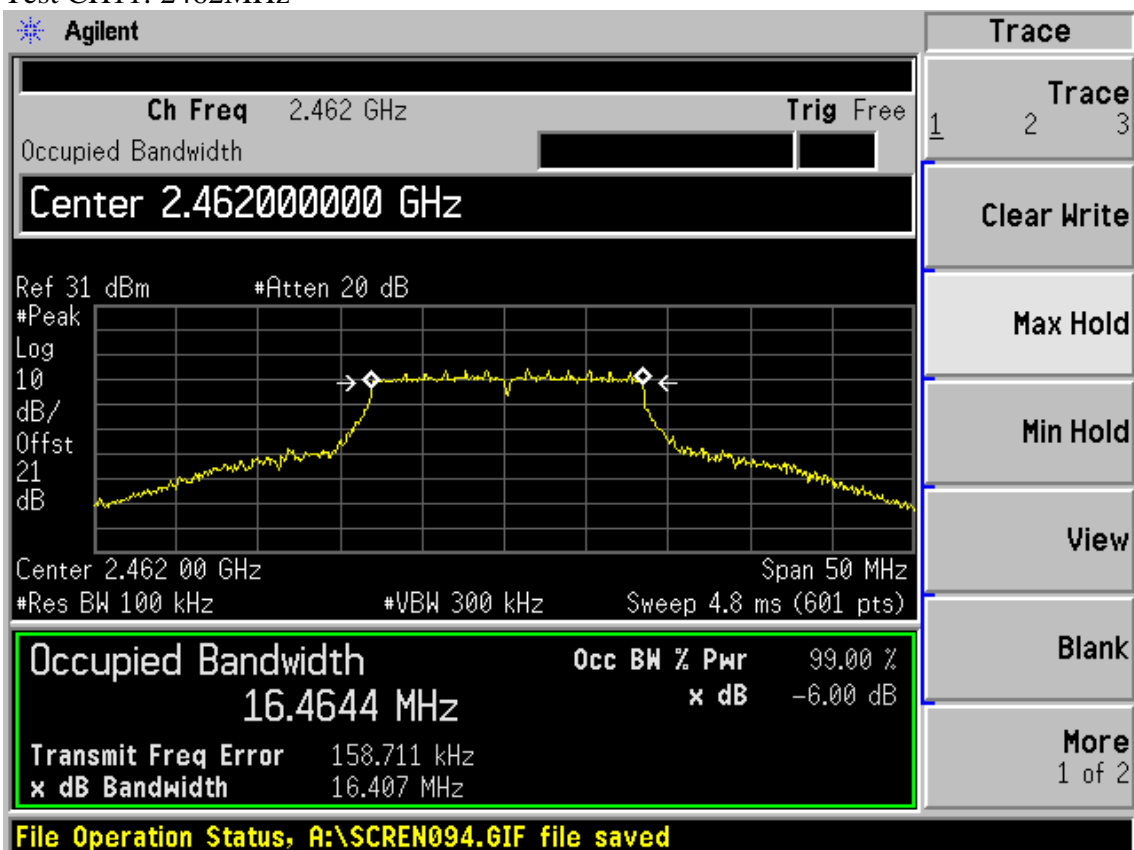 Test CH11: 2462MHz
Agilent
Trace
Ch Freq 2.462 GHz Trig Free
Occupied Bandwidth
Center 2.462000000 GHz
Ref 31 dBm #Atten 20 dB
#Peak
Log
10
dB/
Offst
21
dB
Center 2.462 00 GHz Span 50 MHz
#Res BW 100 kHz #VBW 300 kHz Sweep 4.8 ms (601 pts)
Occupied Bandwidth Occ BW % Pwr 99.00 %
16.4644 MHz x dB -6.00 dB
Transmit Freq Error 158.711 kHz
x dB Bandwidth 16.407 MHz
File Operation Status, A:\SCREN094.GIF file saved
Trace
1 2 3
Clear Write
Max Hold
Min Hold
View
Blank
More
1 of 2